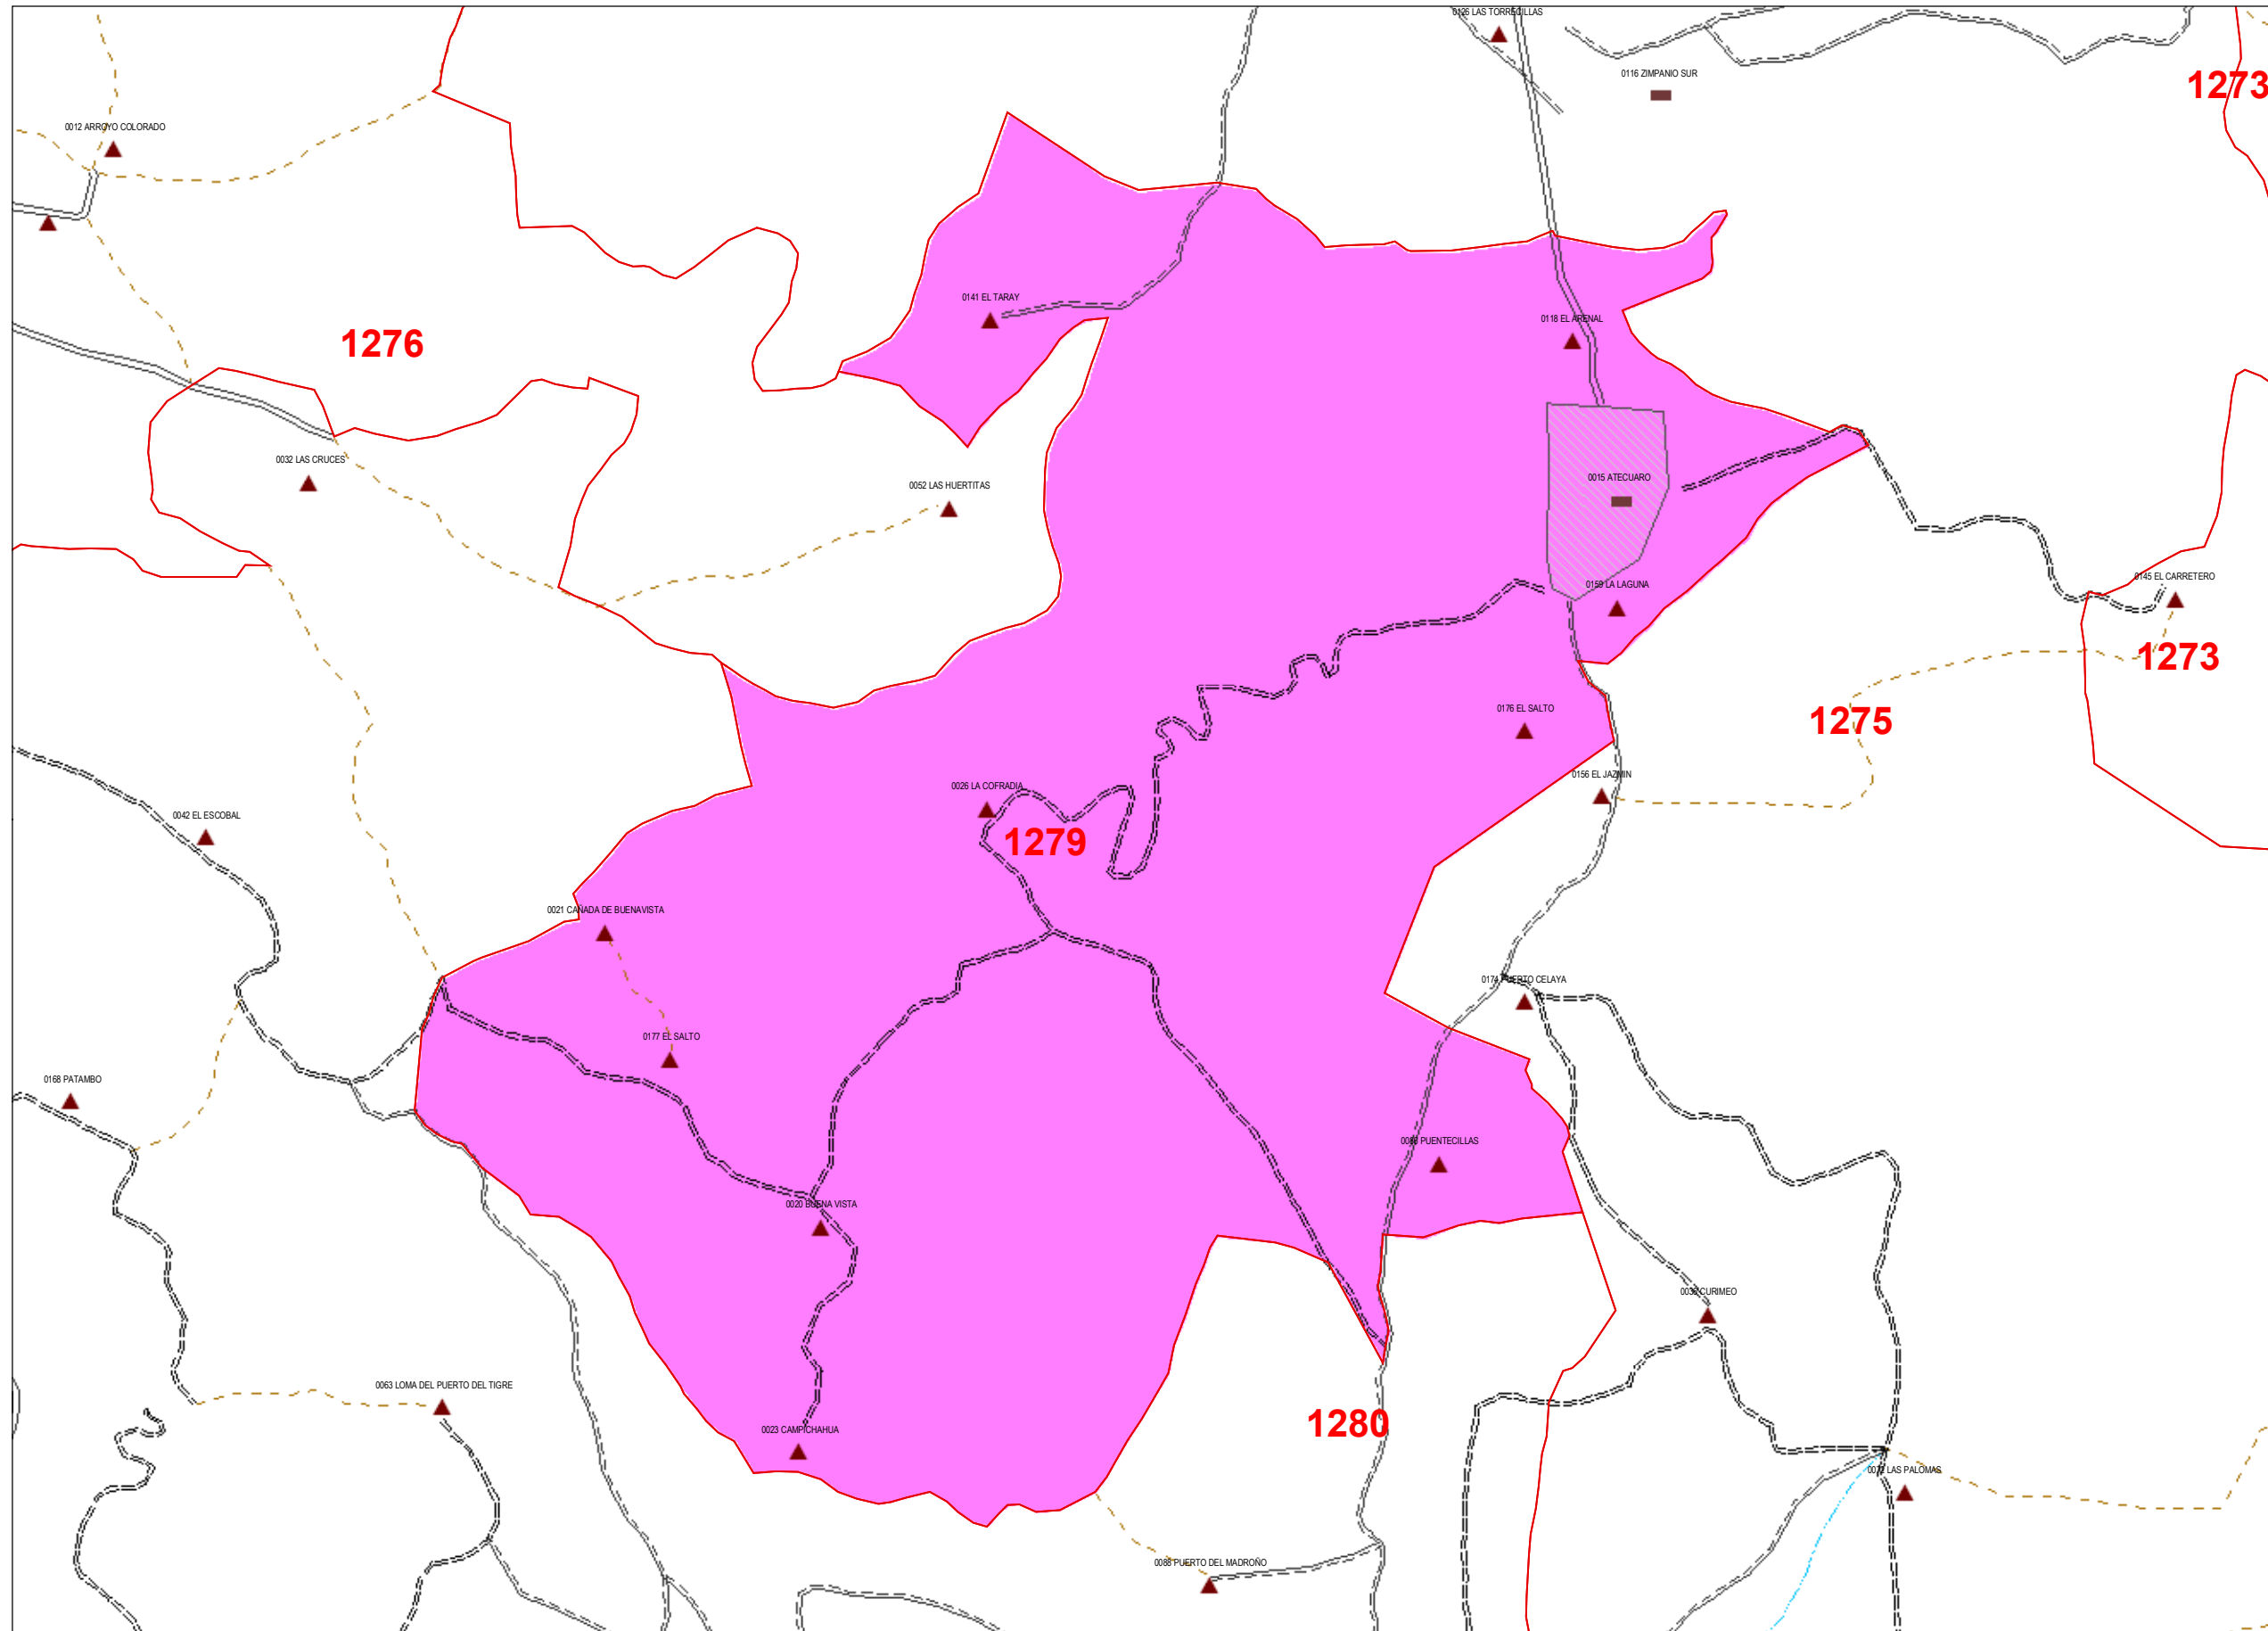 0126 LAS TORRECILLAS
0116 ZIMPANIO SUR
1273
0012 ARROYO COLORADO
0141 EL TARAY
0118 EL ARENAL
1276
0032 LAS CRUCES
0052 LAS HUERTITAS
0015 ATECUARO
0159 LA LAGUNA
0145 EL CARRETERO
1273
0176 EL SALTO
1275
0156 EL JAZMIN
0026 LA COFRADIA
0042 EL ESCOBAL
1279
0021 CAÑADA DE BUENAVISTA
0174 PUERTO CELAYA
0177 EL SALTO
0168 PATAMBO
PUENTECILLAS
0020 BUENA VISTA
CURIMEO
0063 LOMA DEL PUERTO DEL TIGRE
1280
0023 CAMPICHAHUA
LAS PALOMAS
PUERTO DEL MADROÑO